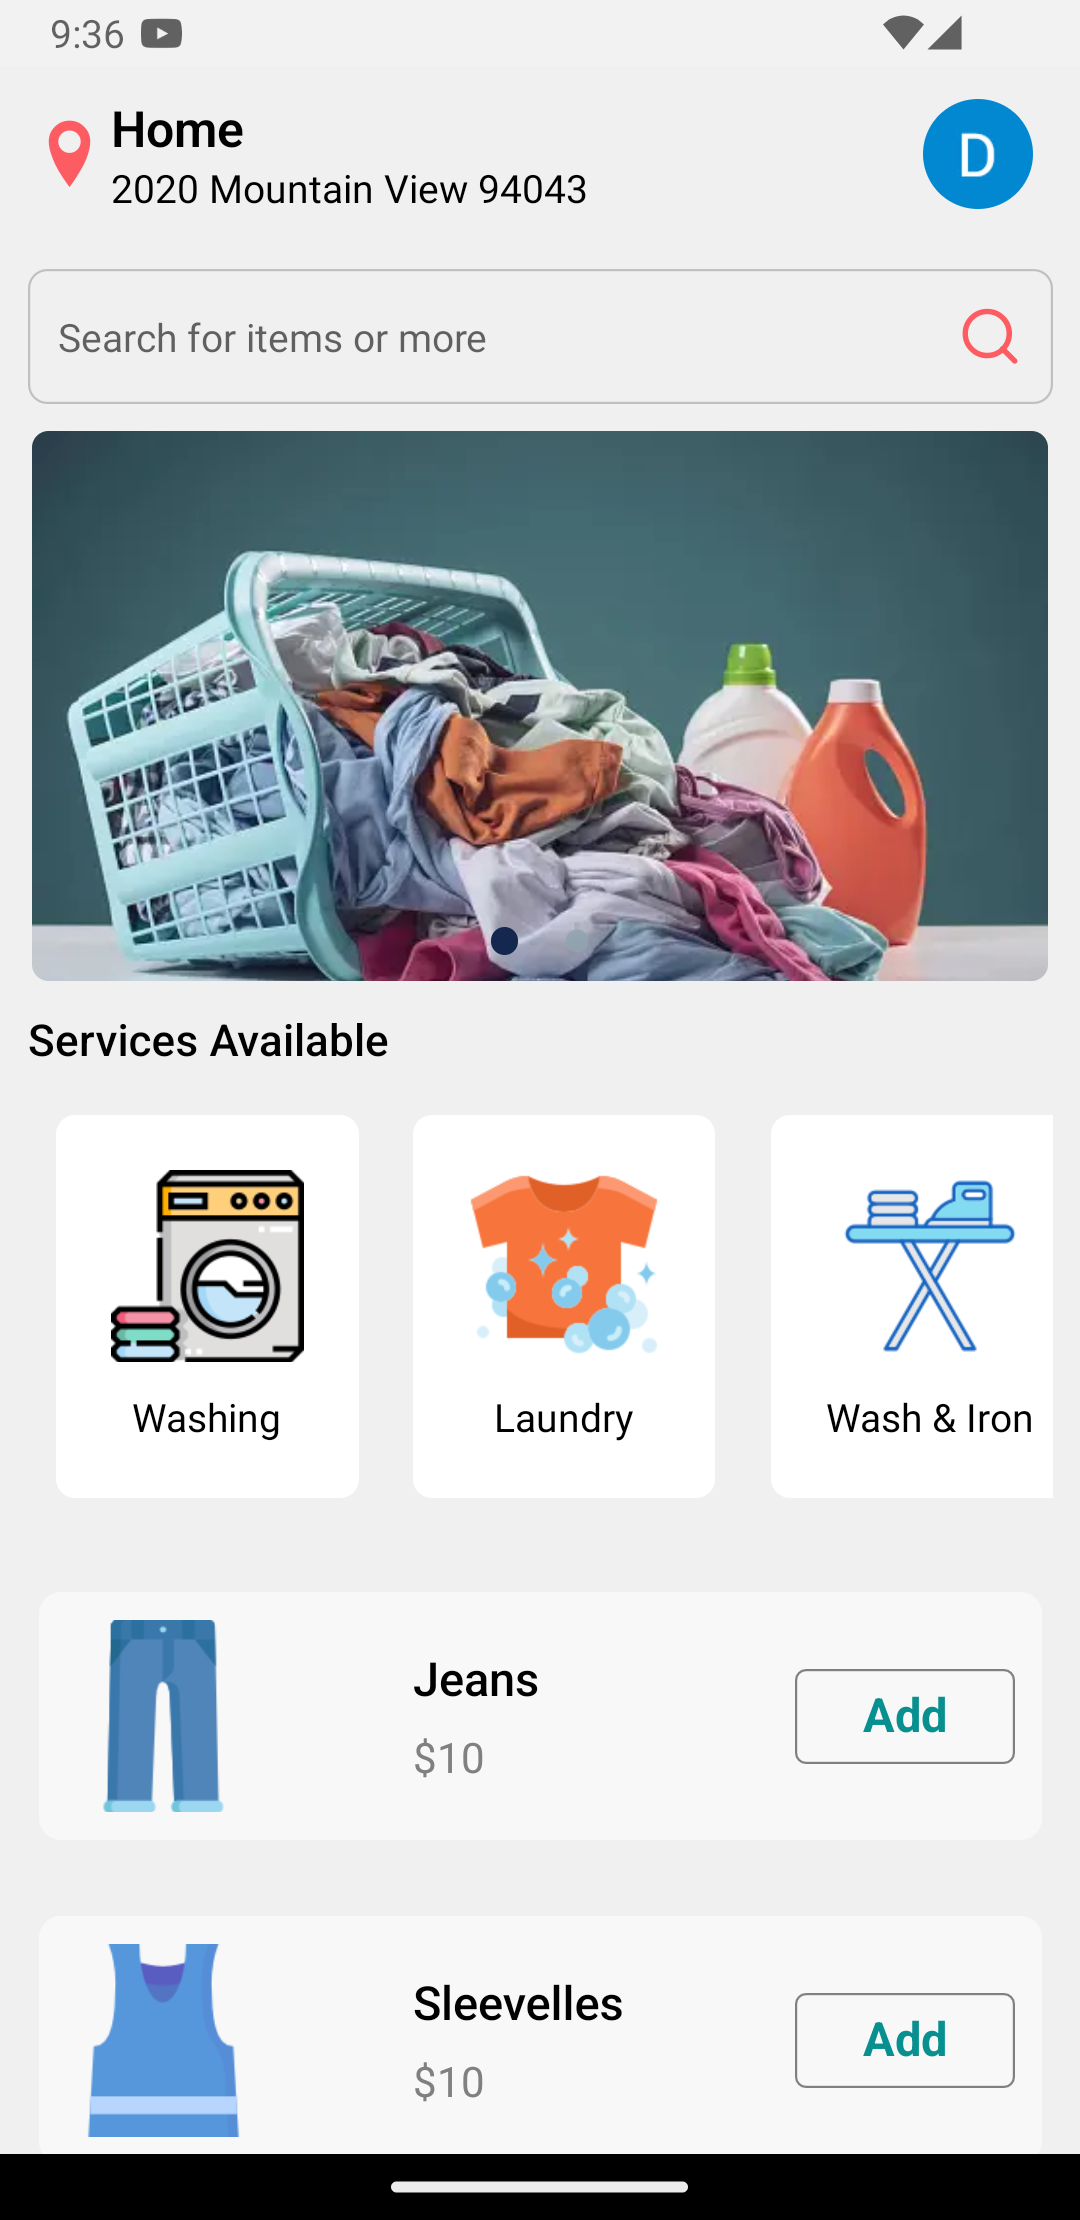 9:36
Home
2020 Mountain View 94043
D
Search for items or more
Services Available
Washing
Laundry
Wash & Iron
Jeans
$10
Add
Sleevelles
$10
Add